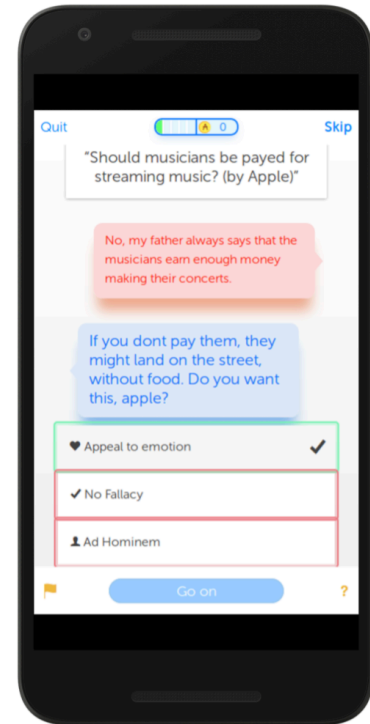 Quit 0 Skip
"Should musicians be payed for
streaming music? (by Apple)"
No, my father always says that the
musicians earn enough money
making their concerts.
If you dont pay them, they
might land on the street,
without food. Do you want
this, apple?
Appeal to emotion
No Fallacy
Ad Hominem
Go on ?